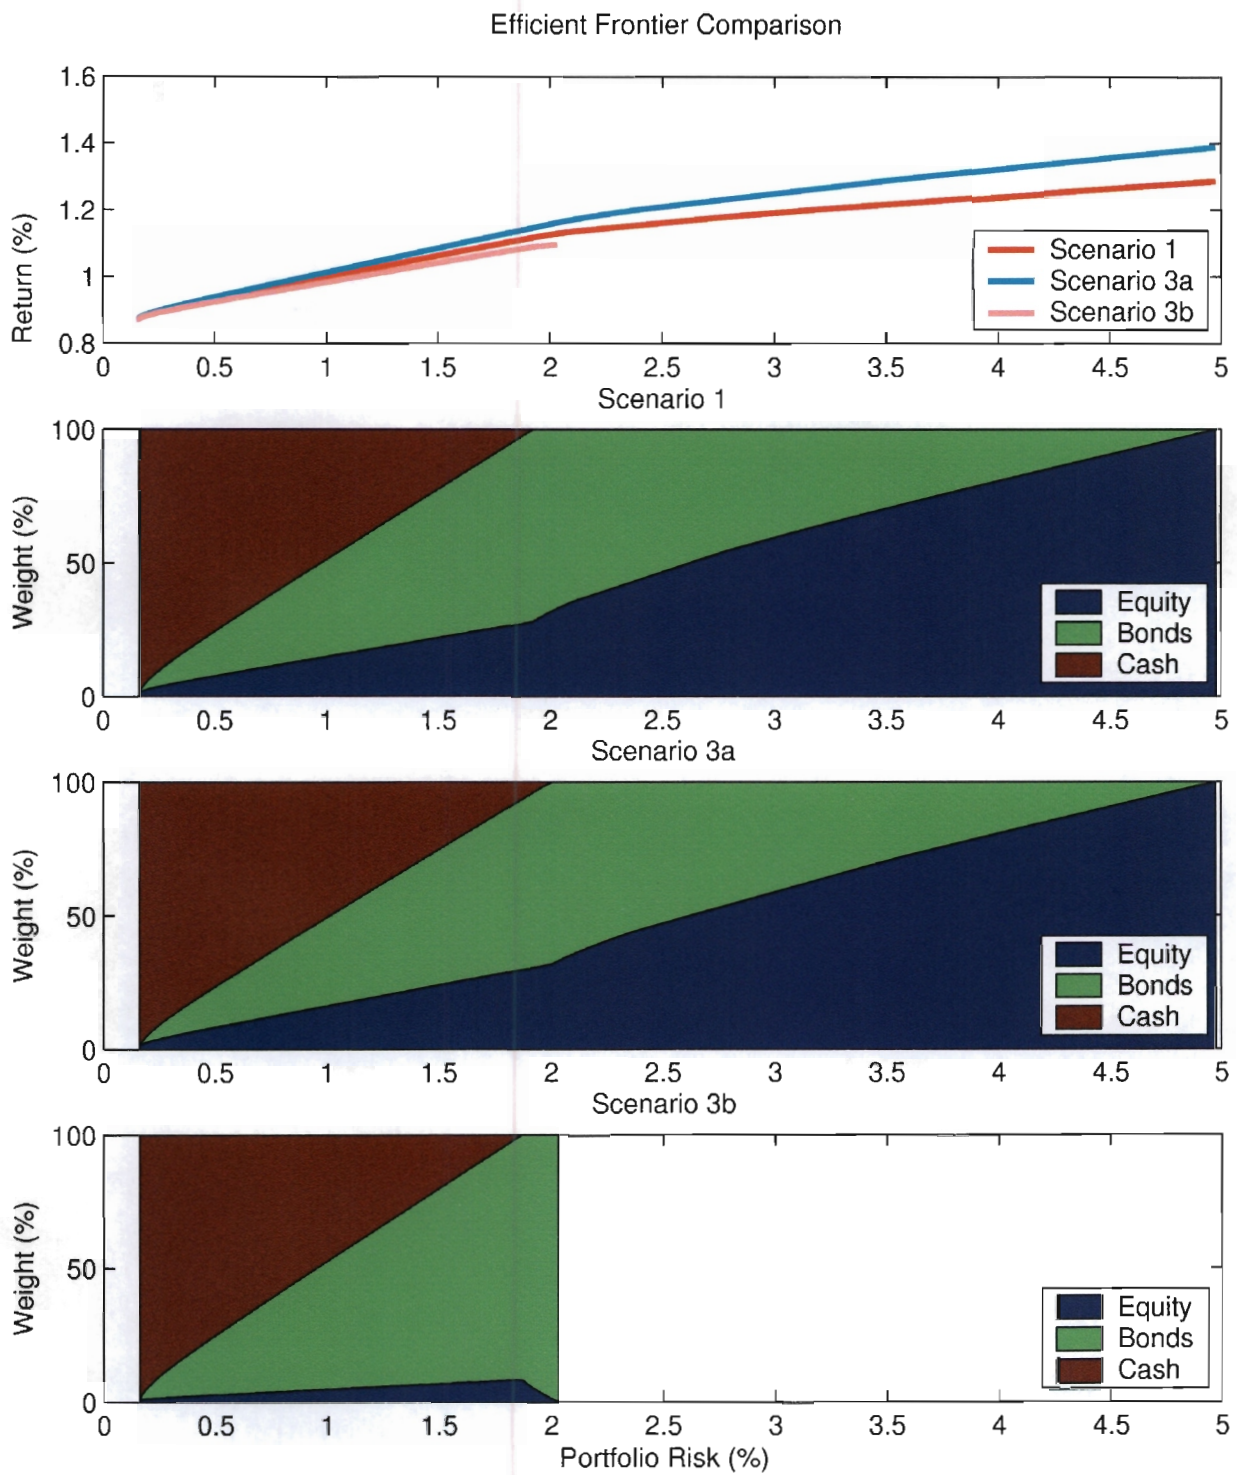 Efficient Frontier Comparison
1.6
1.4
1.2
1
0.8
Return (%)
Scenario 1
Scenario 3a
Scenario 3b
0 0.5 1 1.5 2 2.5 3 3.5 4 4.5 5
Scenario 1
100
50
0
Weight (%)
Equity
Bonds
Cash
0 0.5 1 1.5 2 2.5 3 3.5 4 4.5 5
Scenario 3a
100
50
0
Weight (%)
Equity
Bonds
Cash
0 0.5 1 1.5 2 2.5 3 3.5 4 4.5 5
Scenario 3b
100
50
0
Weight (%)
Equity
Bonds
Cash
0 0.5 1 1.5 2 2.5 3 3.5 4 4.5 5
Portfolio Risk (%)